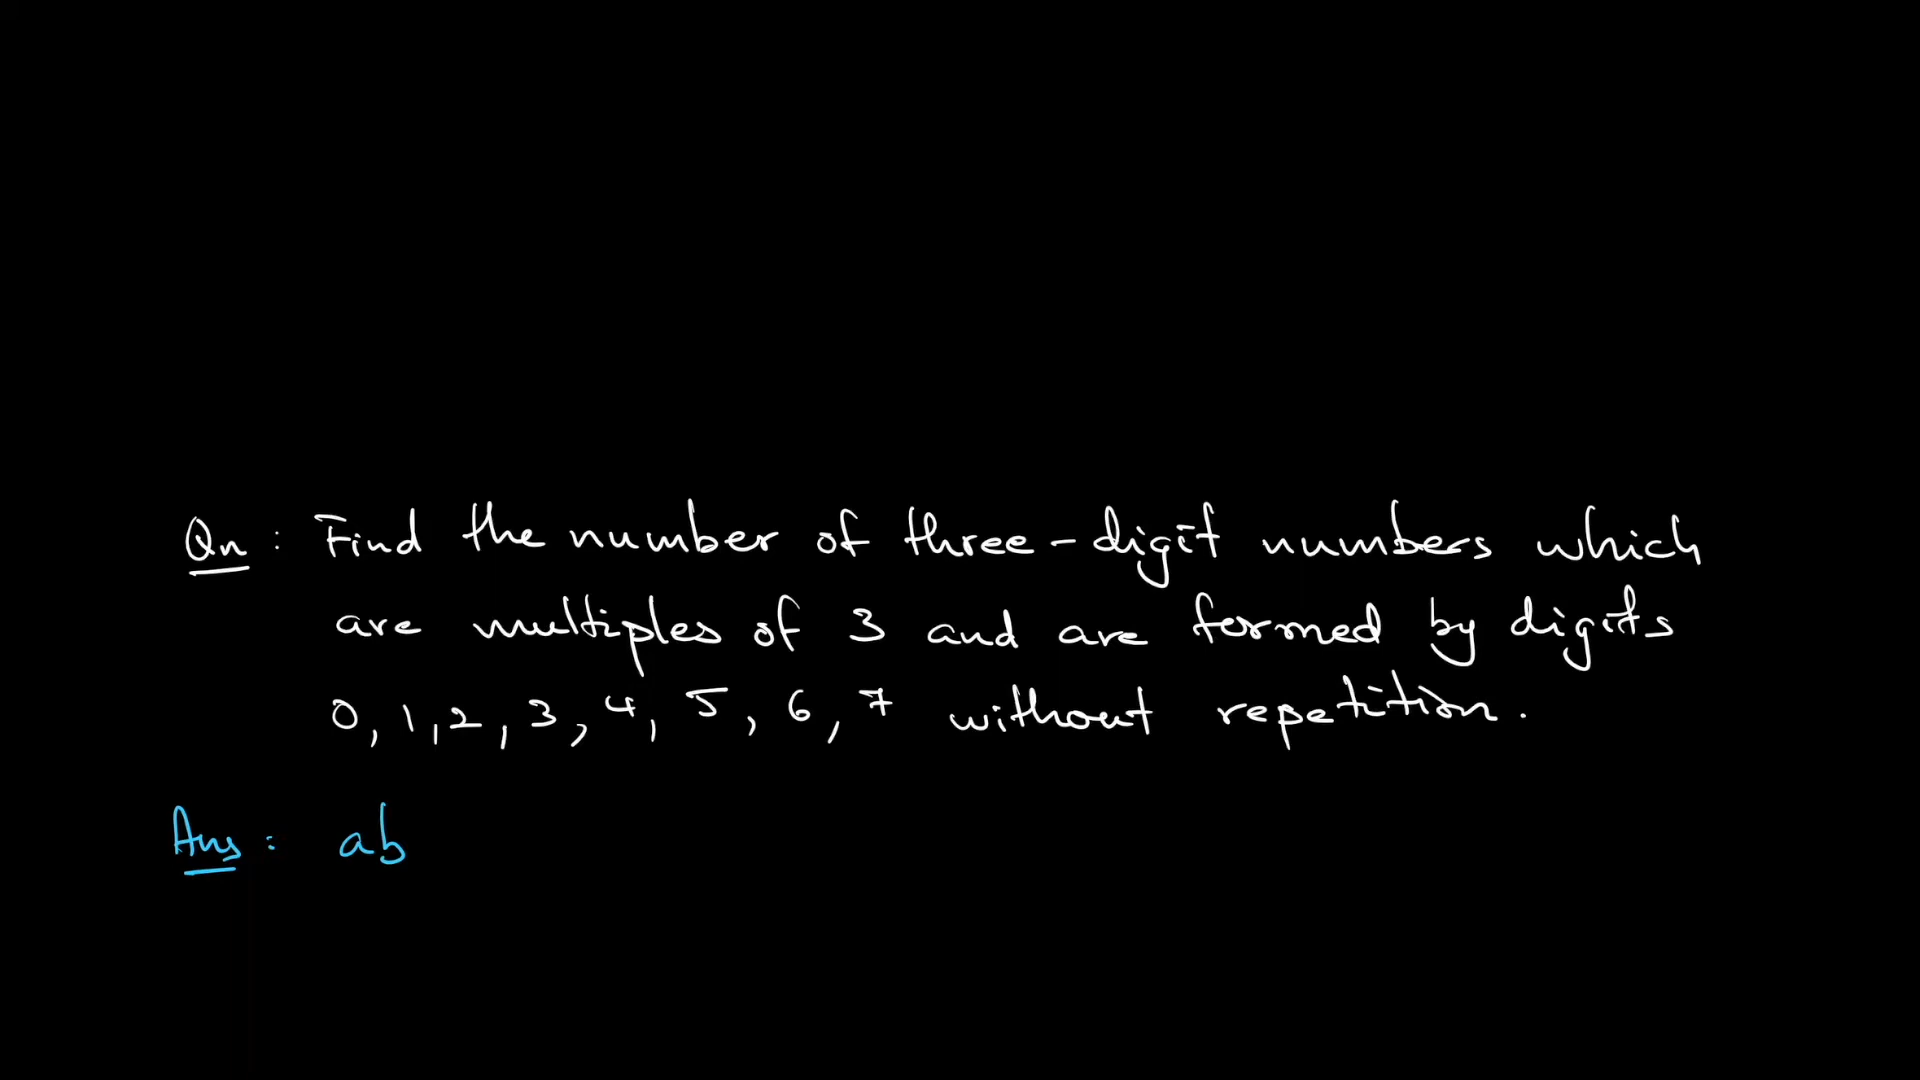 Qn : Find the number of three-digit numbers which
are multiples of 3 and are formed by digits
0, 1, 2, 3, 4, 5, 6, 7 without repetition.
Ans : ab